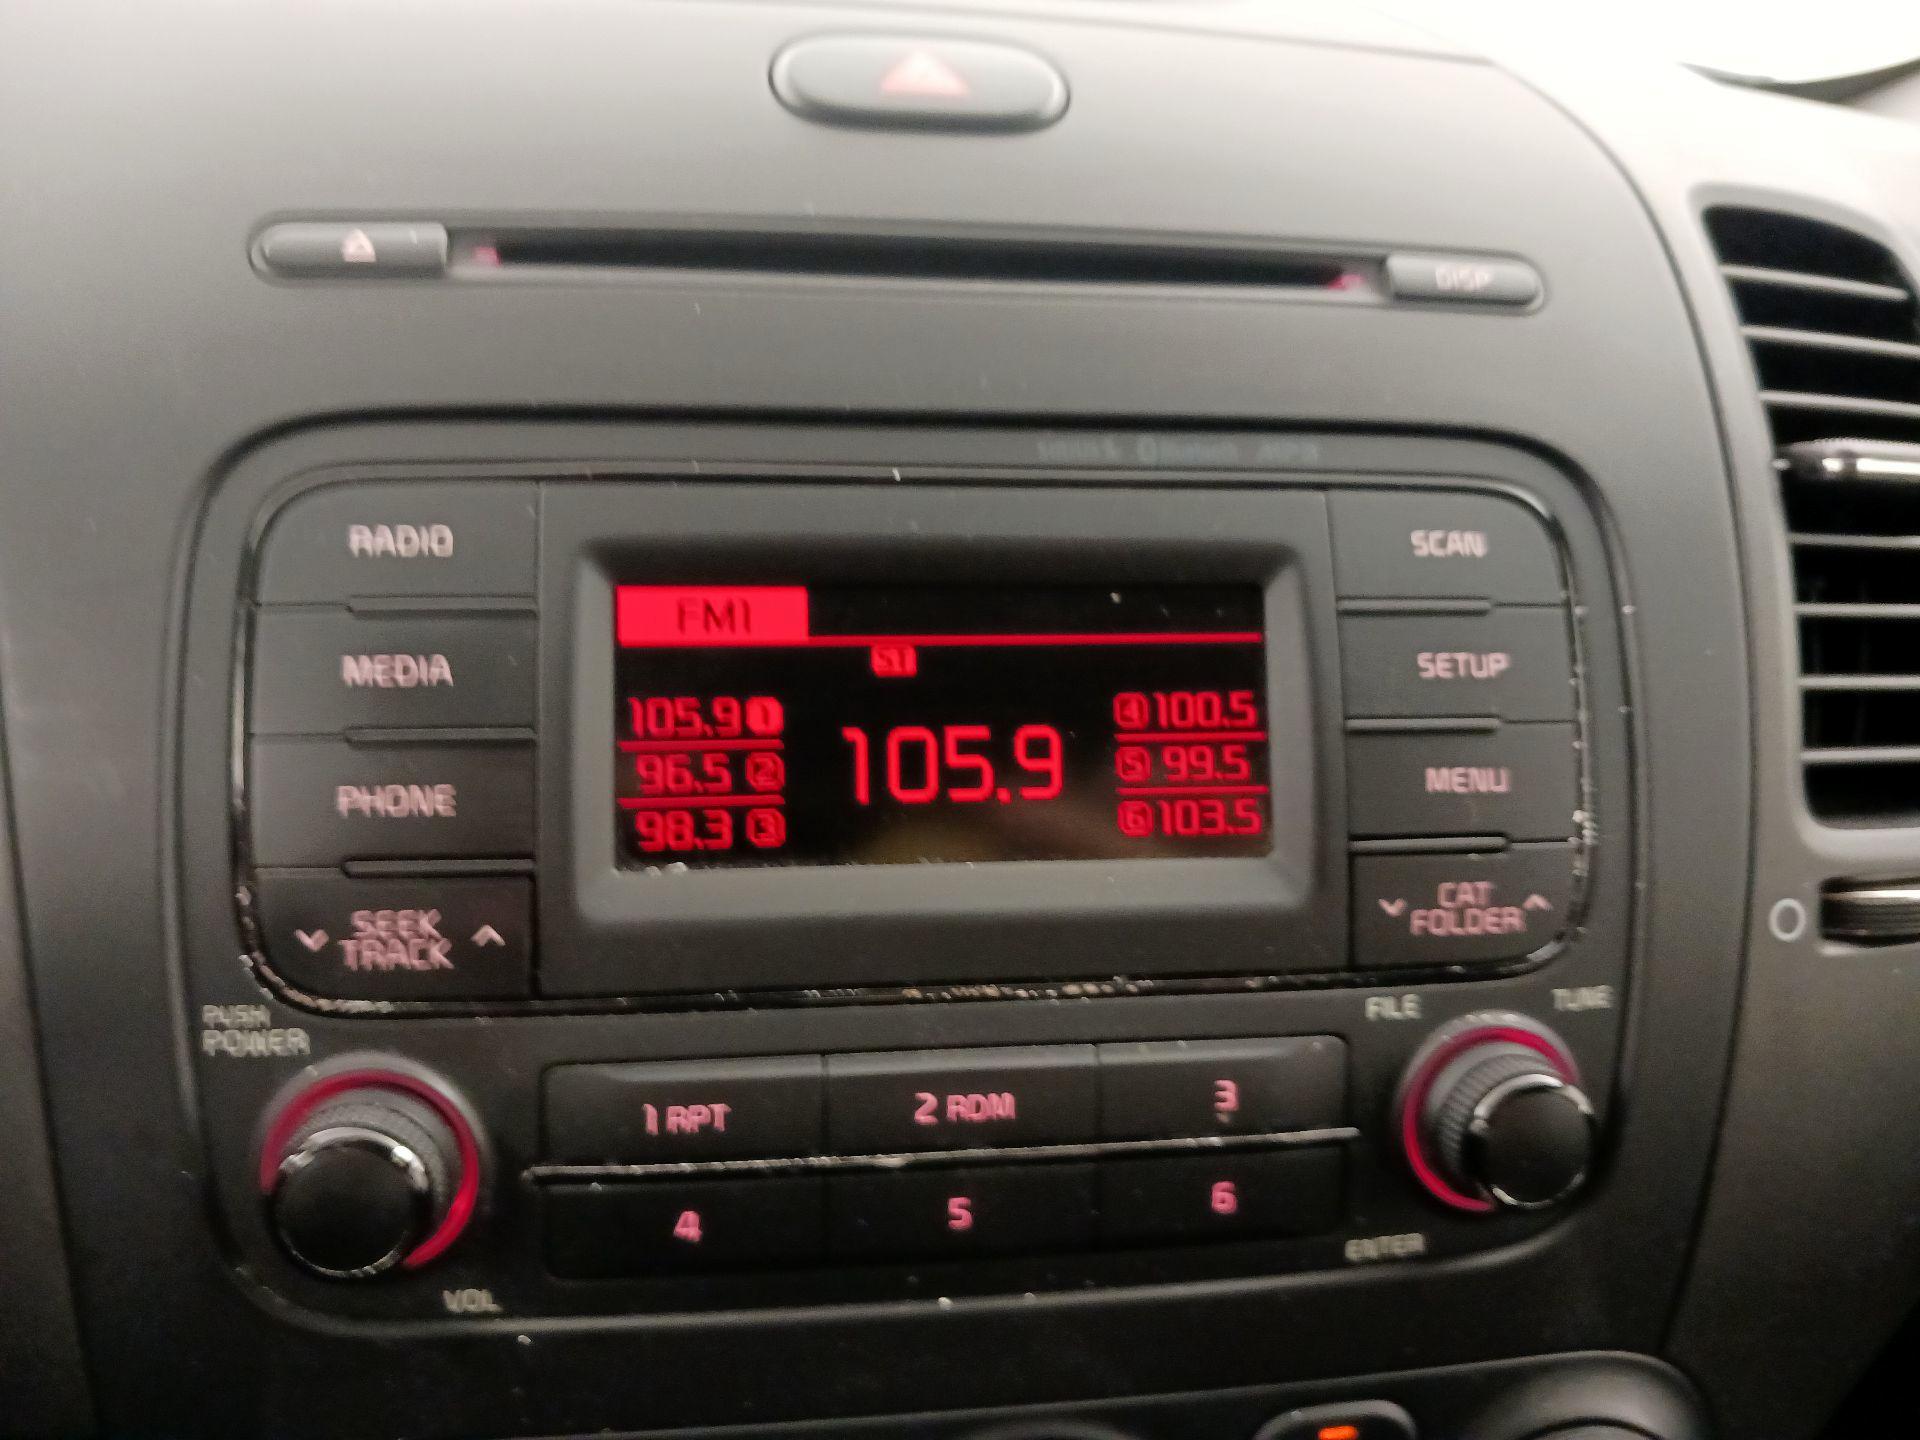 DISP
RADIO
MEDIA
PHONE
SEEK
TRACK
FM1
ST
105.9 1
96.5 2
98.3 3
105.9
4 100.5
5 99.5
6 103.5
SCAN
SETUP
MENU
CAT
FOLDER
PUSH
POWER
VOL
1 RPT
2 RDM
3
4
5
6
FILE
TUNE
ENTER